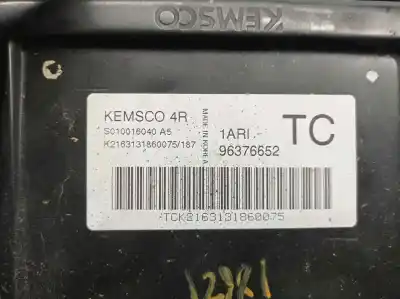 KEMSCO
KEMSCO 4R
S010016040 A5
K2163131860075/187
MADE IN KOREA
1ARI
96376652
TC
*TCK2163131860075